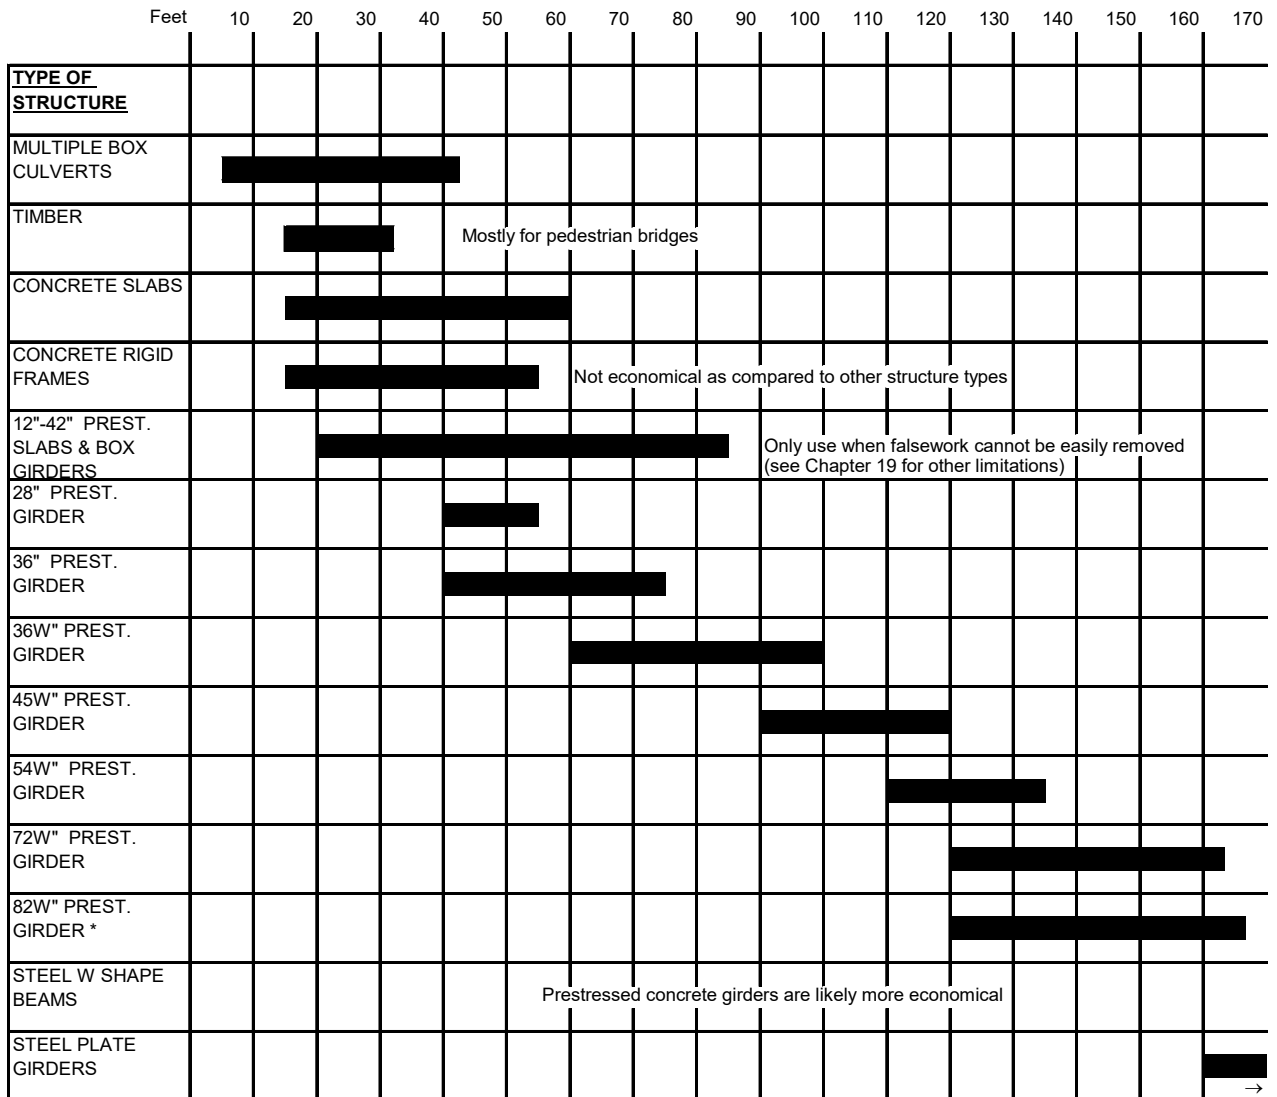 Feet 10 20 30 40 50 60 70 80 90 100 110 120 130 140 150 160 170
TYPE OF
STRUCTURE
MULTIPLE BOX
CULVERTS
TIMBER
Mostly for pedestrian bridges
CONCRETE SLABS
CONCRETE RIGID
FRAMES
Not economical as compared to other structure types
12"-42" PREST.
SLABS & BOX
GIRDERS
Only use when falsework cannot be easily removed
(see Chapter 19 for other limitations)
28" PREST.
GIRDER
36" PREST.
GIRDER
36W" PREST.
GIRDER
45W" PREST.
GIRDER
54W" PREST.
GIRDER
72W" PREST.
GIRDER
82W" PREST.
GIRDER *
STEEL W SHAPE
BEAMS
Prestressed concrete girders are likely more economical
STEEL PLATE
GIRDERS
→